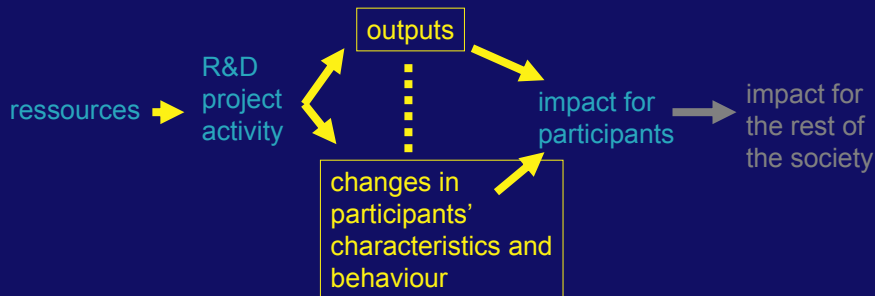 outputs
ressources
R&D
project
activity
changes in
participants’
characteristics and
behaviour
impact for
participants
impact for
the rest of
the society